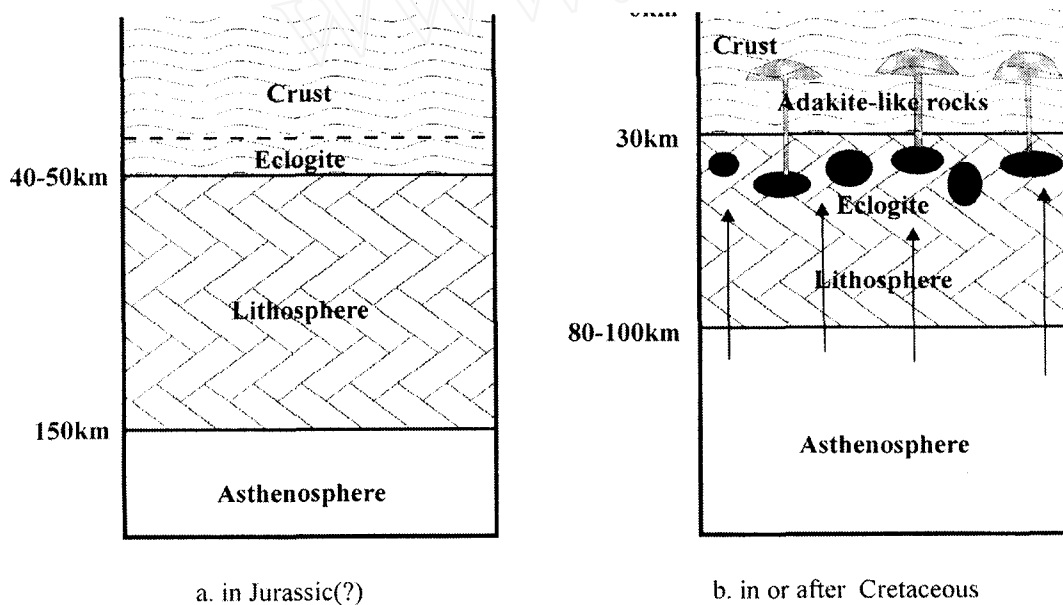 Crust
Eclogite
40-50km
Lithosphere
150km
Asthenosphere
a. in Jurassic(?)
Crust
Adakite-like rocks
30km
Eclogite
Lithosphere
80-100km
Asthenosphere
b. in or after Cretaceous